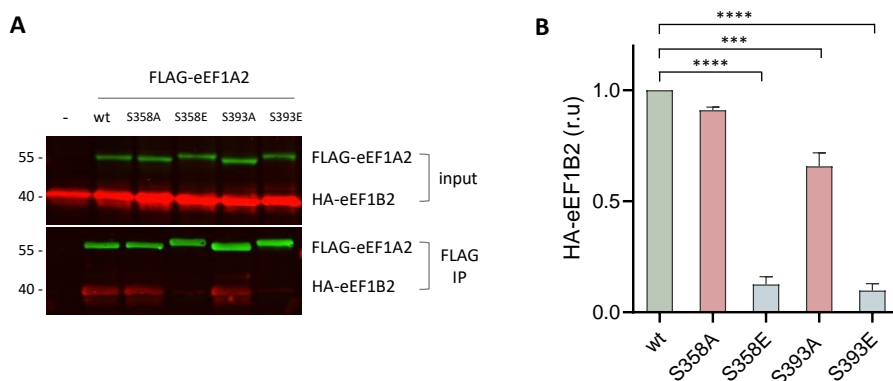 A
FLAG-eEF1A2
- wt S358A S358E S393A S393E
55 - FLAG-eEF1A2
input
40 - HA-eEF1B2
55 - FLAG-eEF1A2
FLAG
IP
40 - HA-eEF1B2
B
****
***
****
HA-eEF1B2 (r.u)
1.0
0.5
0.0
wt S358A S358E S393A S393E